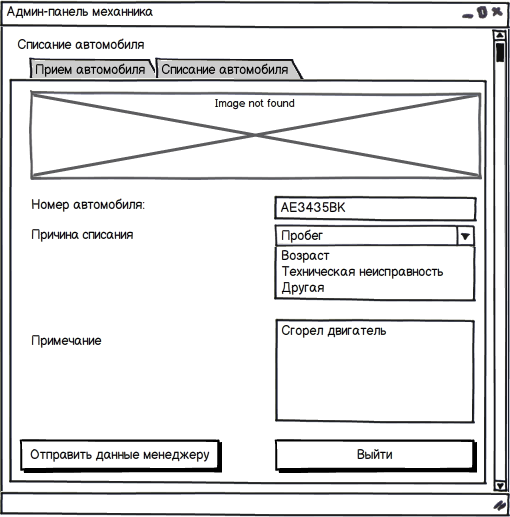 Админ-панель механника
Списание автомобиля
Прием автомобиля Списание автомобиля
Image not found
Номер автомобиля: AE3435BK
Причина списания Пробег
Возраст
Техническая неисправность
Другая
Сгорел двигатель
Примечание
Отправить данные менеджеру Выйти